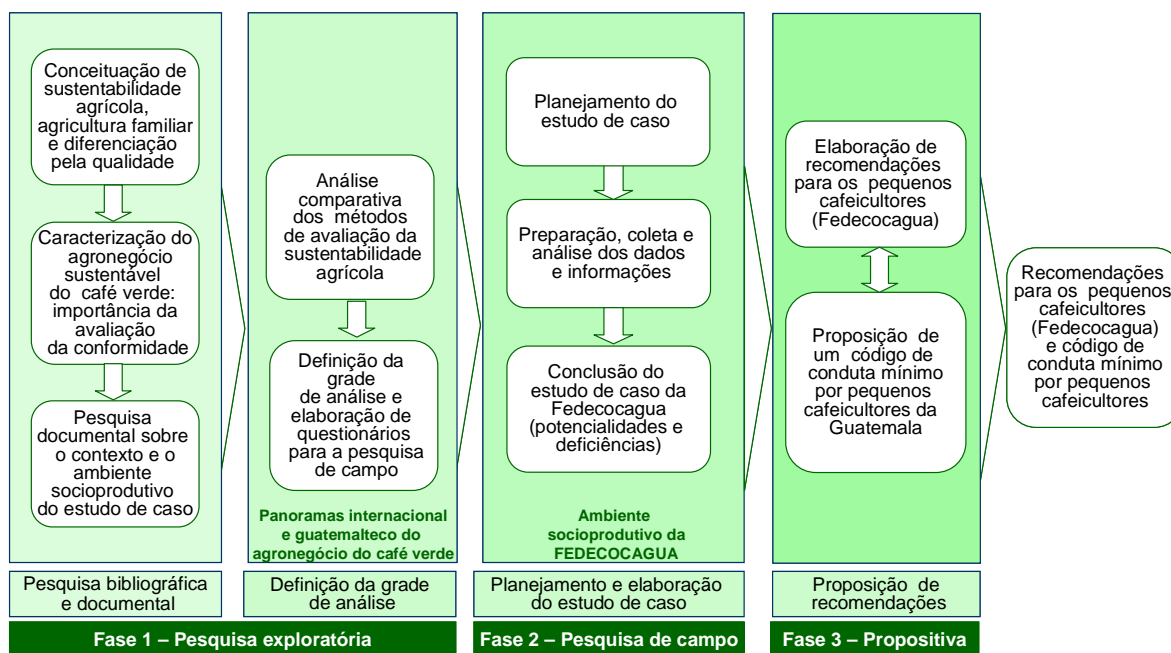 Conceituação de
sustentabilidade
agrícola,
agricultura familiar
e diferenciação
pela qualidade
Caracterização do
agronegócio
sustentável
do café verde:
importância da
avaliação
da conformidade
Pesquisa
documental sobre
o contexto e o
ambiente
socioprodutivo
do estudo de caso
Análise
comparativa
dos métodos
de avaliação da
sustentabilidade
agrícola
Definição da
grade de
análise e
elaboração de
questionários
para a pesquisa
de campo
Panoramas internacional
e guatemalteco do
agronegócio do café verde
Planejamento do
estudo de caso
Preparação, coleta e
análise dos dados
e informações
Conclusão do
estudo de caso da
Fedecocagua
(potencialidades e
deficiências)
Ambiente
socioprodutivo da
FEDECOCAGUA
Elaboração de
recomendações
para os pequenos
cafeicultores
(Fedecocagua)
Proposição de
um código de
conduta mínimo
por pequenos
cafeicultores da
Guatemala
Recomendações
para os pequenos
cafeicultores
(Fedecocagua)
e código de
conduta mínimo
por pequenos
cafeicultores
Pesquisa bibliográfica
e documental
Definição da grade
de análise
Planejamento e elaboração
do estudo de caso
Proposição de
recomendações
Fase 1 – Pesquisa exploratória
Fase 2 – Pesquisa de campo
Fase 3 – Propositiva